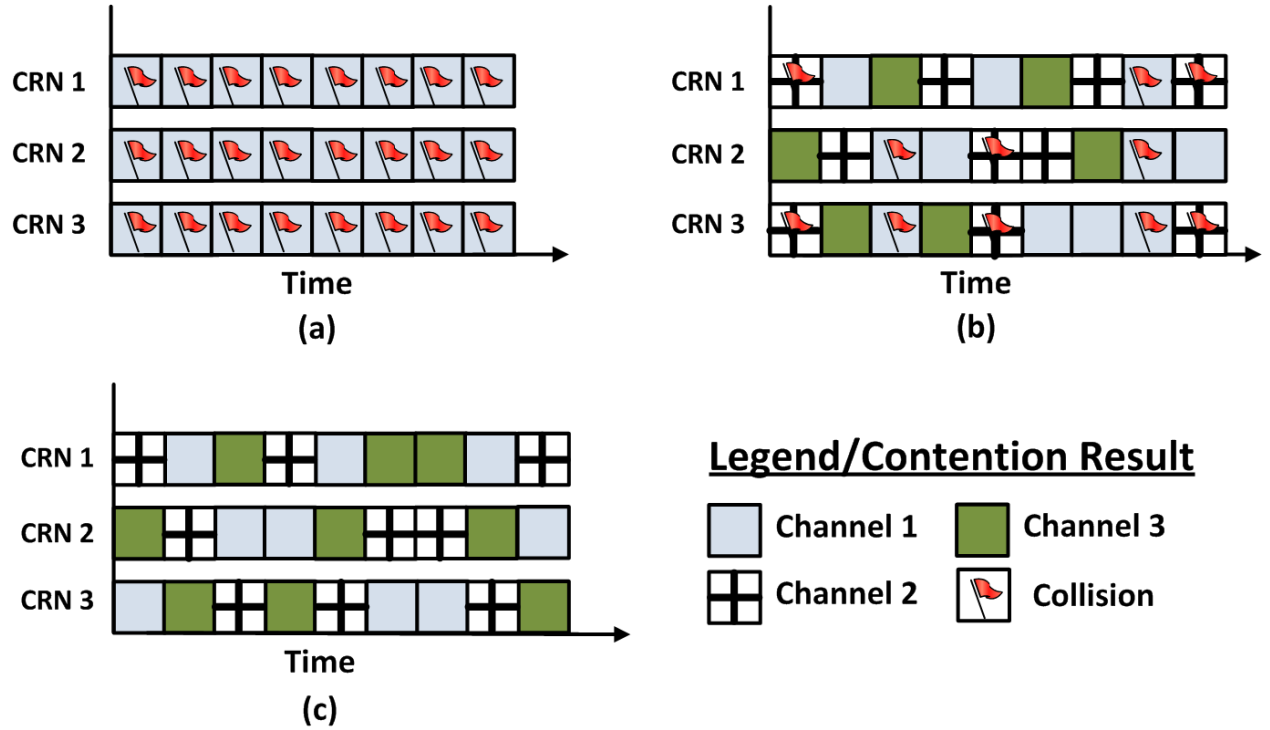 CRN 1
CRN 2
CRN 3
Time
(a)
CRN 1
CRN 2
CRN 3
Time
(b)
CRN 1
CRN 2
CRN 3
Time
(c)
Legend/Contention Result
Channel 1
Channel 3
Channel 2
Collision